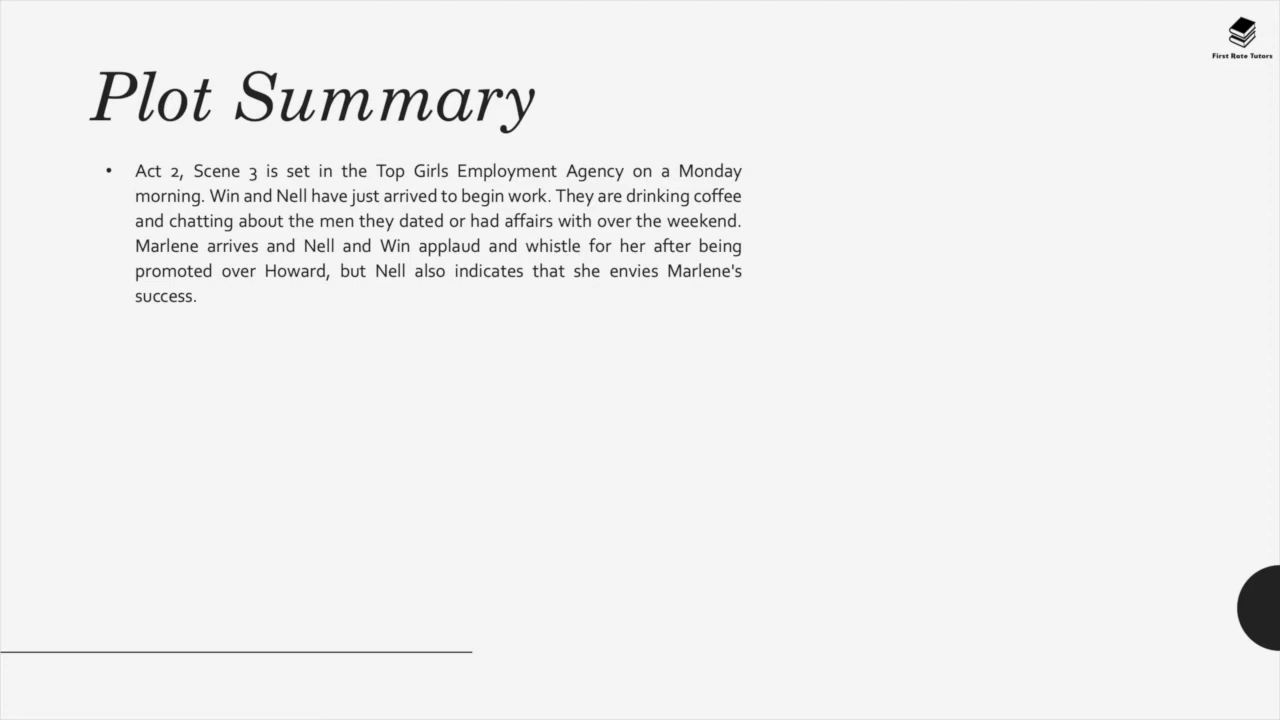 First Rate Tutors
Plot Summary
• Act 2, Scene 3 is set in the Top Girls Employment Agency on a Monday
morning. Win and Nell have just arrived to begin work. They are drinking coffee
and chatting about the men they dated or had affairs with over the weekend.
Marlene arrives and Nell and Win applaud and whistle for her after being
promoted over Howard, but Nell also indicates that she envies Marlene's
success.